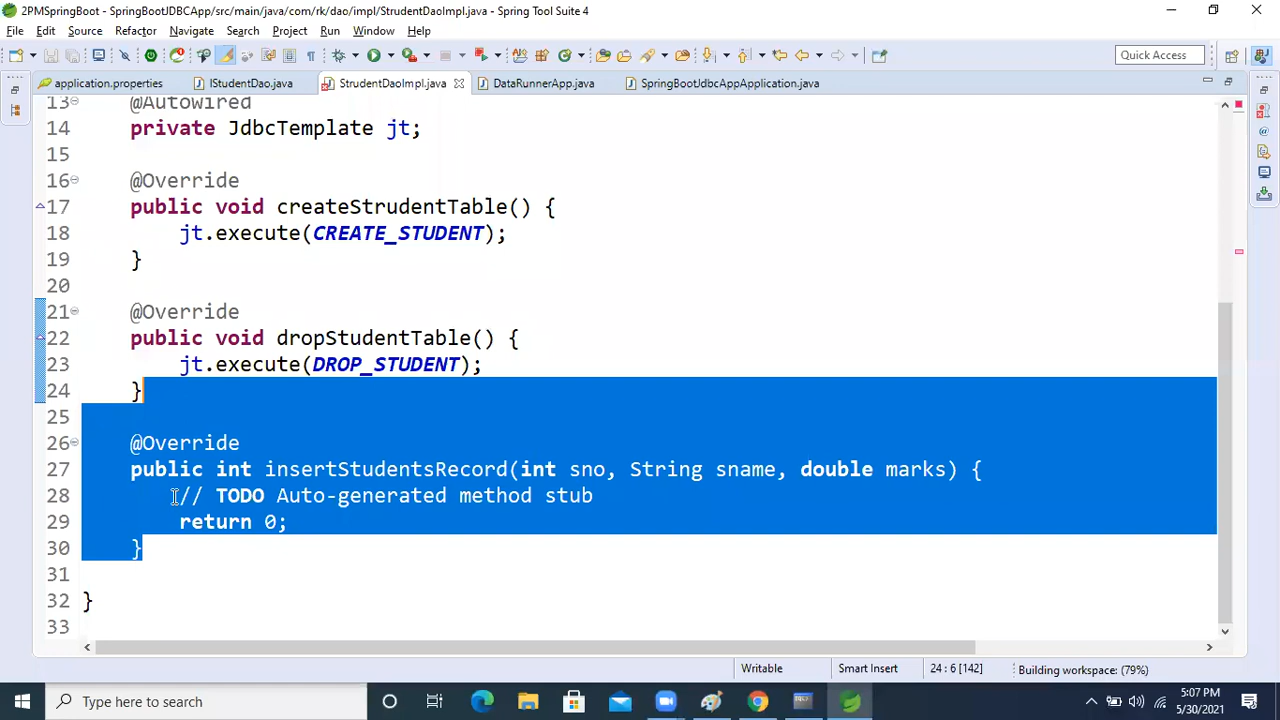 2PMSpringBoot - SpringBootJDBCApp/src/main/java/com/rk/dao/impl/StrudentDaoImpl.java - Spring Tool Suite 4
File Edit Source Refactor Navigate Search Project Run Window Help
Quick Access
application.properties IStudentDao.java StrudentDaoImpl.java DataRunnerApp.java SpringBootJdbcAppApplication.java
13 @Autowired
14 private JdbcTemplate jt;
15
16 @Override
17 public void createStrudentTable() {
18 jt.execute(CREATE_STUDENT);
19 }
20
21 @Override
22 public void dropStudentTable() {
23 jt.execute(DROP_STUDENT);
24 }
25
26 @Override
27 public int insertStudentsRecord(int sno, String sname, double marks) {
28 // TODO Auto-generated method stub
29 return 0;
30 }
31
32 }
33
Writable Smart Insert 24 : 6 [142] Building workspace: (79%)
Type here to search
5:07 PM
5/30/2021